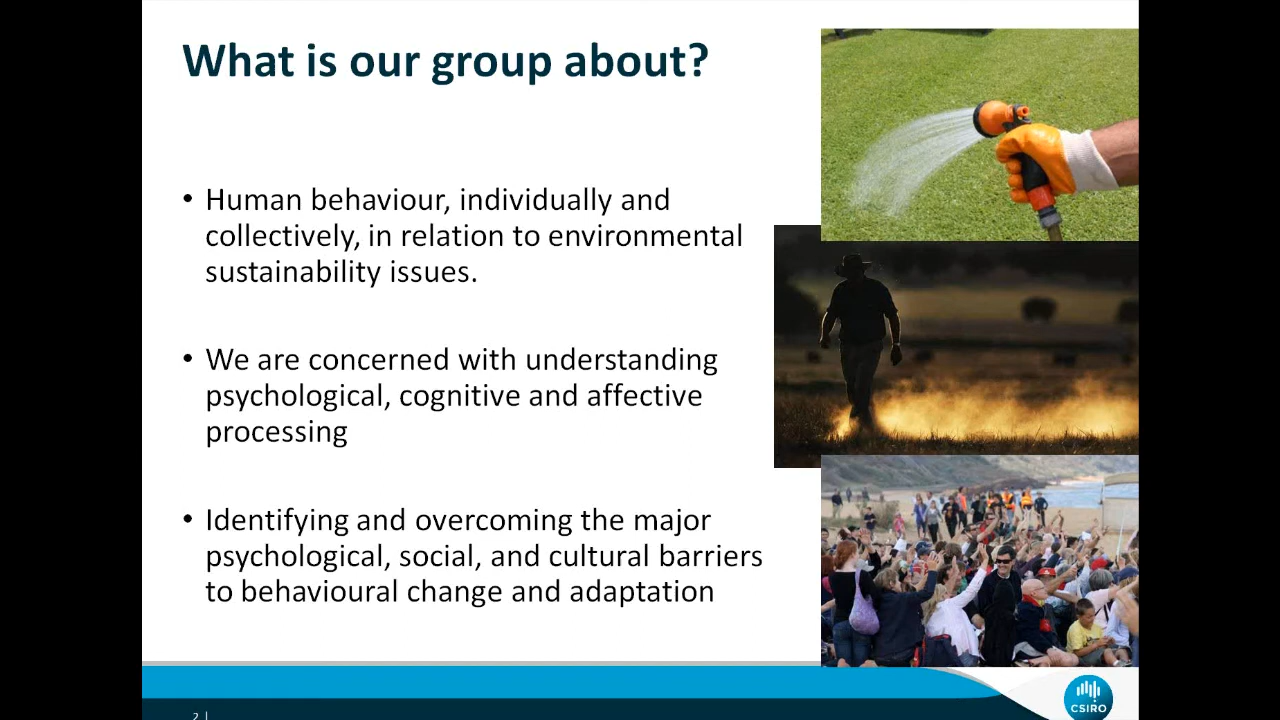 What is our group about?
• Human behaviour, individually and
collectively, in relation to environmental
sustainability issues.
• We are concerned with understanding
psychological, cognitive and affective
processing
• Identifying and overcoming the major
psychological, social, and cultural barriers
to behavioural change and adaptation
2 |
CSIRO